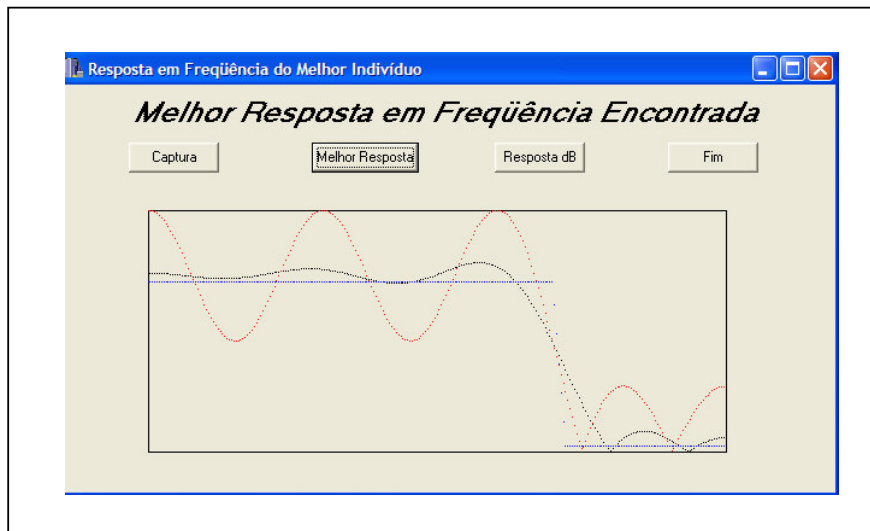 Resposta em Freqüência do Melhor Indivíduo
Melhor Resposta em Freqüência Encontrada
Captura
Melhor Resposta
Resposta dB
Fim